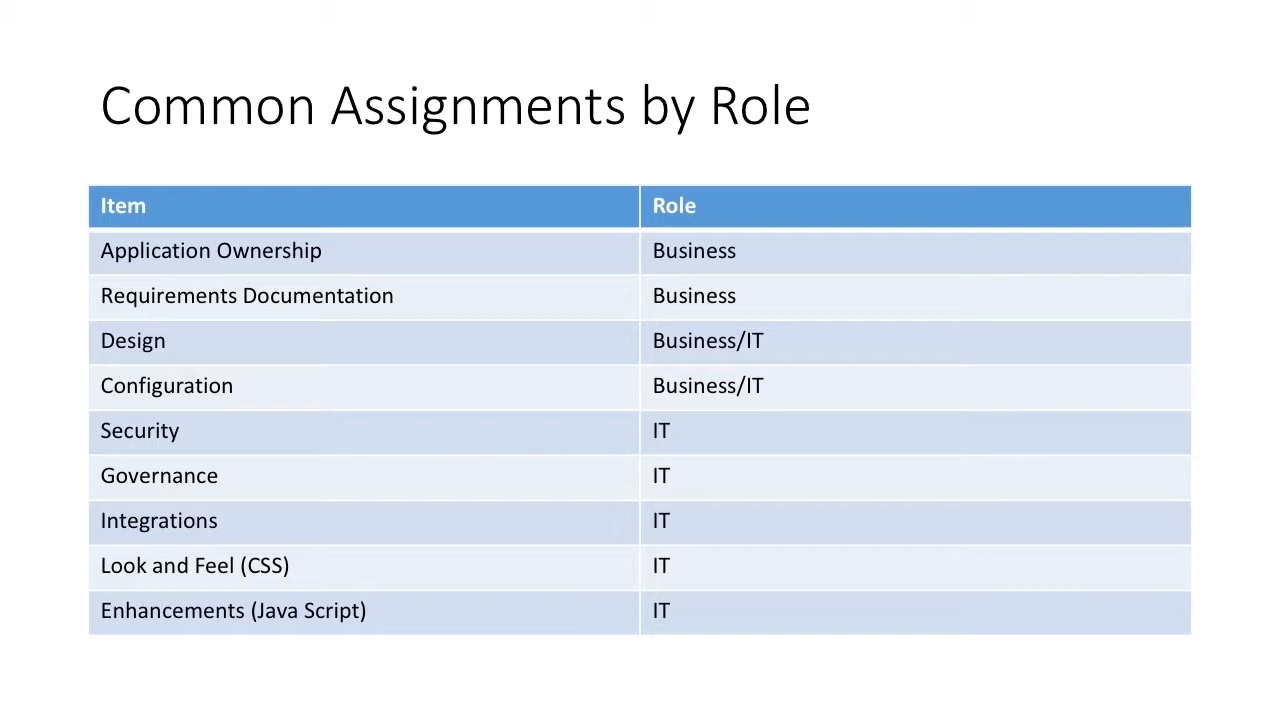 Common Assignments by Role
Item Role
Application Ownership Business
Requirements Documentation Business
Design Business/IT
Configuration Business/IT
Security IT
Governance IT
Integrations IT
Look and Feel (CSS) IT
Enhancements (Java Script) IT